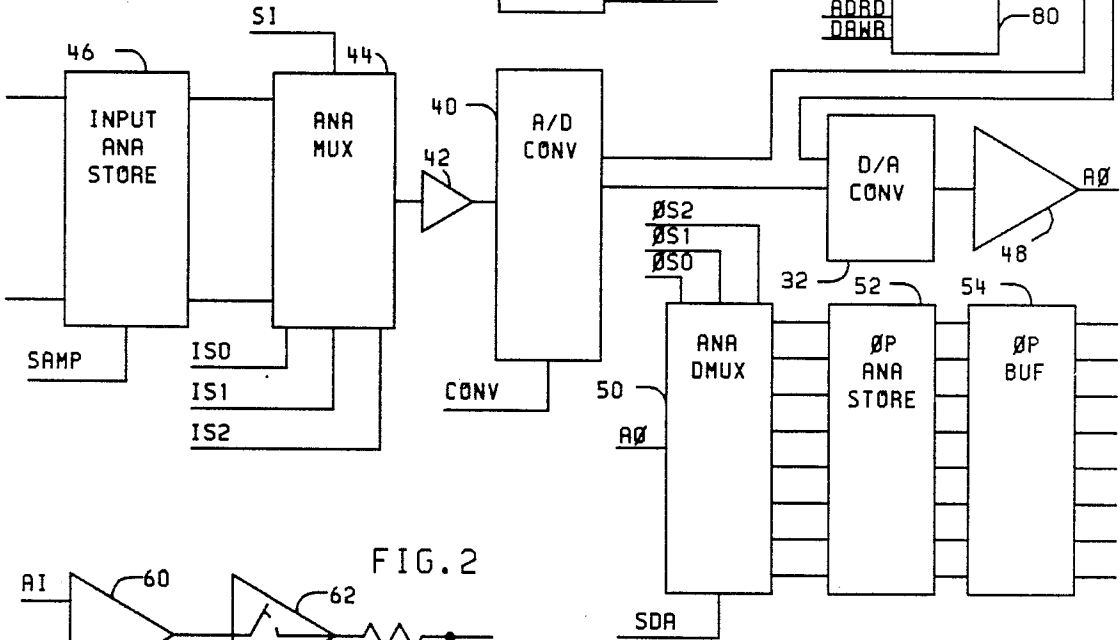 ADRD
DAWR
80
SI
46
44
INPUT
ANA
STORE
ANA
MUX
40
A/D
CONV
42
D/A
CONV
AØ
48
ØS2
ØS1
ØS0
32
52
54
SAMP
IS0
IS1
IS2
CONV
50
AØ
ANA
DMUX
ØP
ANA
STORE
ØP
BUF
FIG.2
AI
60
62
SDA